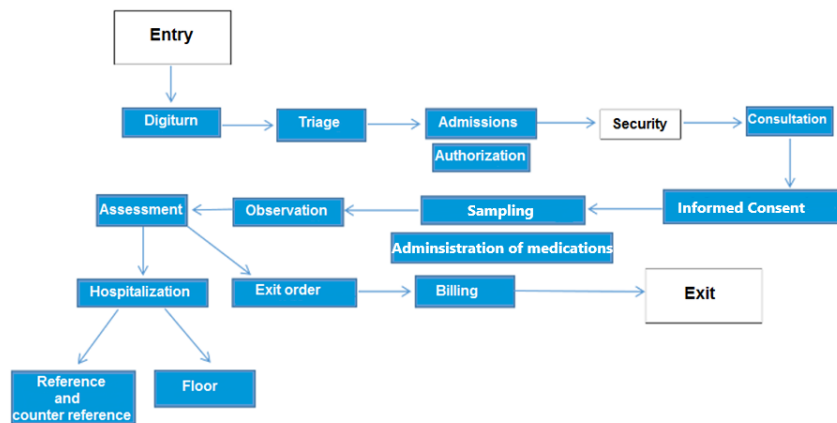 Entry
Digiturn
Triage
Admissions
Security
Consultation
Authorization
Assessment
Observation
Sampling
Informed Consent
Adminsistration of medications
Hospitalization
Exit order
Billing
Exit
Reference
and
counter reference
Floor